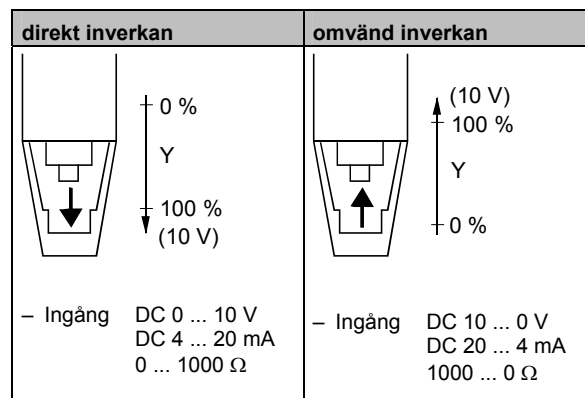 direkt inverkan
omvänd inverkan
0 %
Y
100 %
(10 V)
(10 V)
100 %
Y
0 %
– Ingång DC 0 ... 10 V
DC 4 ... 20 mA
0 ... 1000 Ω
– Ingång DC 10 ... 0 V
DC 20 ... 4 mA
1000 ... 0 Ω